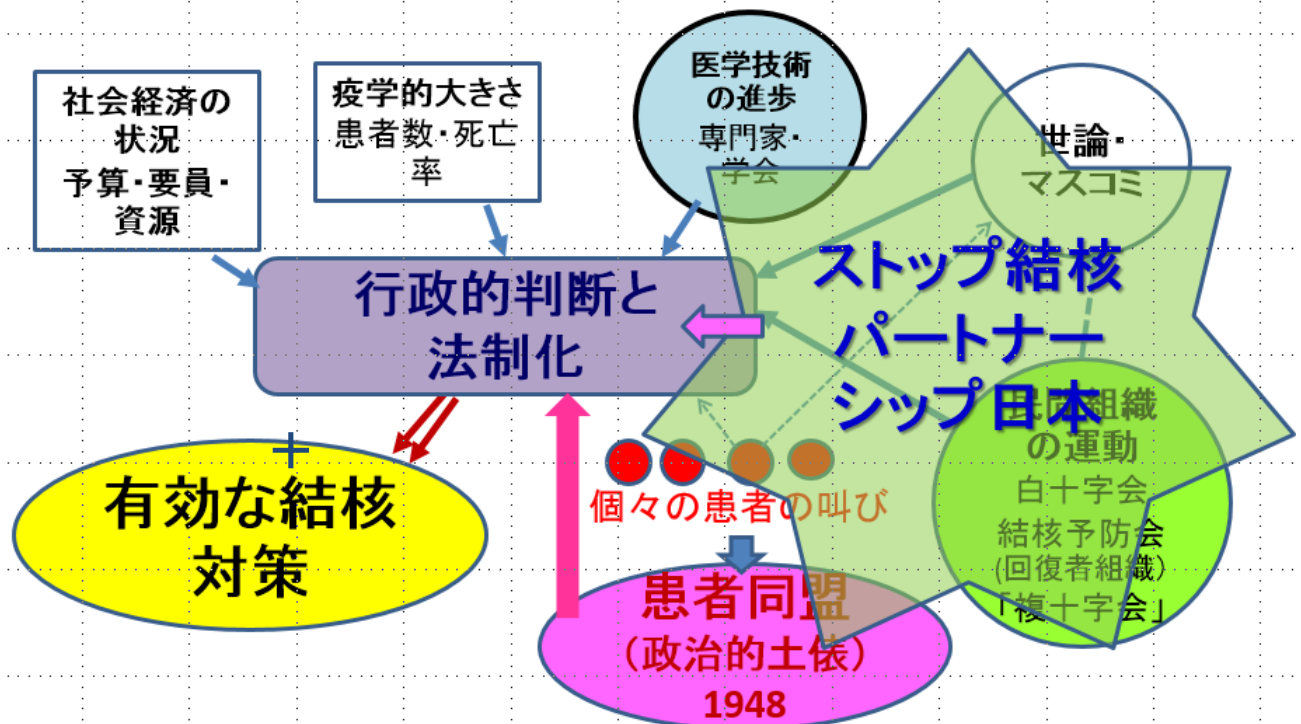 社会経済の
状況
予算・要員・
資源
疫学的大きさ
患者数・死亡
率
医学技術
の進歩
専門家・
学会
世論・
マスコミ
ストップ結核
パートナー
シップ日本
行政的判断と
法制化
民間組織
の運動
白十字会
結核予防会
(回復者組織)
「複十字会」
有効な結核
対策
個々の患者の叫び
患者同盟
(政治的土俵)
1948